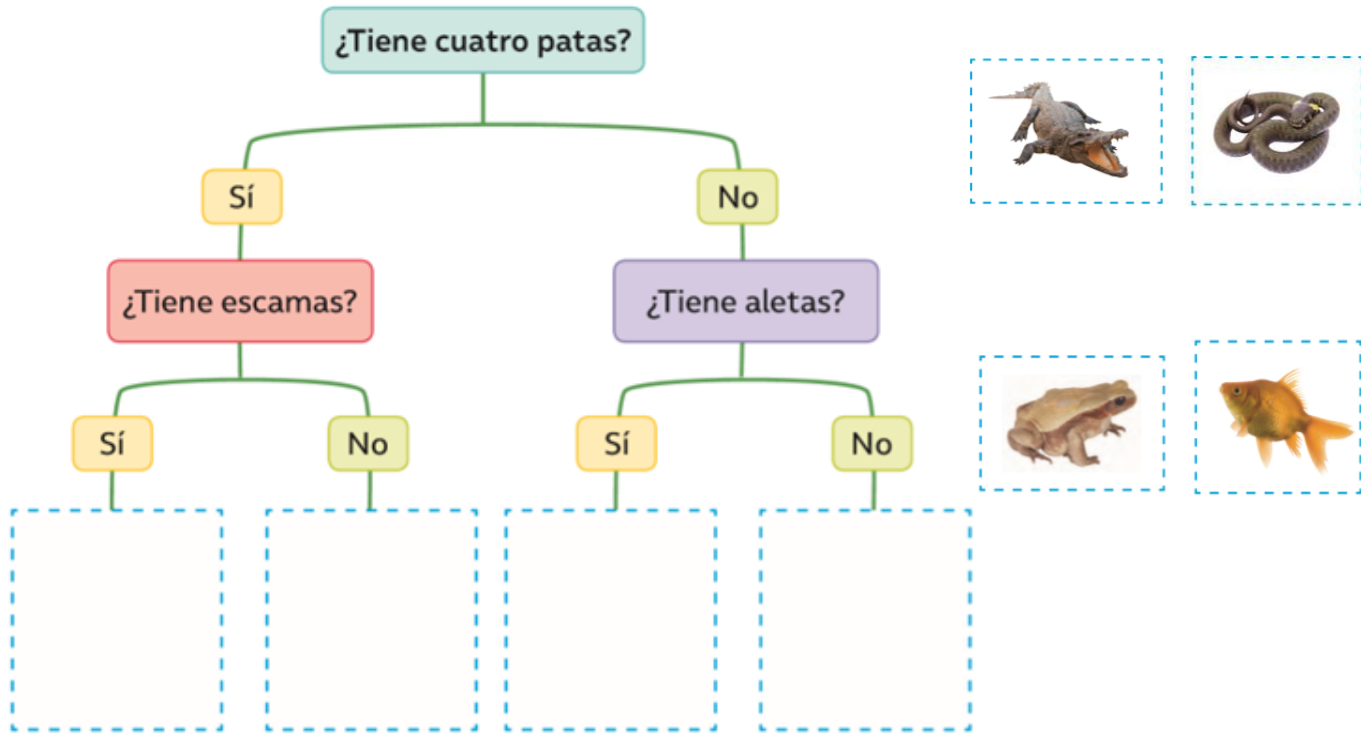 ¿Tiene cuatro patas?
Sí
No
¿Tiene escamas?
¿Tiene aletas?
Sí
No
Sí
No